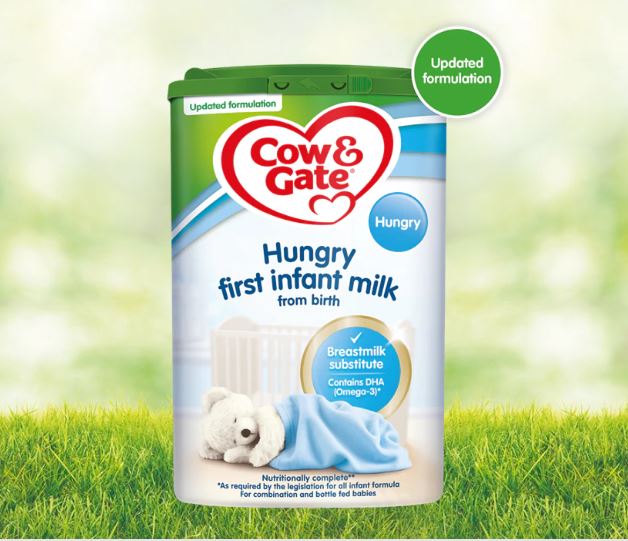 Updated
formulation
Updated formulation
Cow&
Gate®
Hungry
Hungry
first infant milk
from birth
Breastmilk
substitute
Contains DHA
(Omega-3)*
Nutritionally complete**
*As required by the legislation for all infant formula
For combination and bottle fed babies